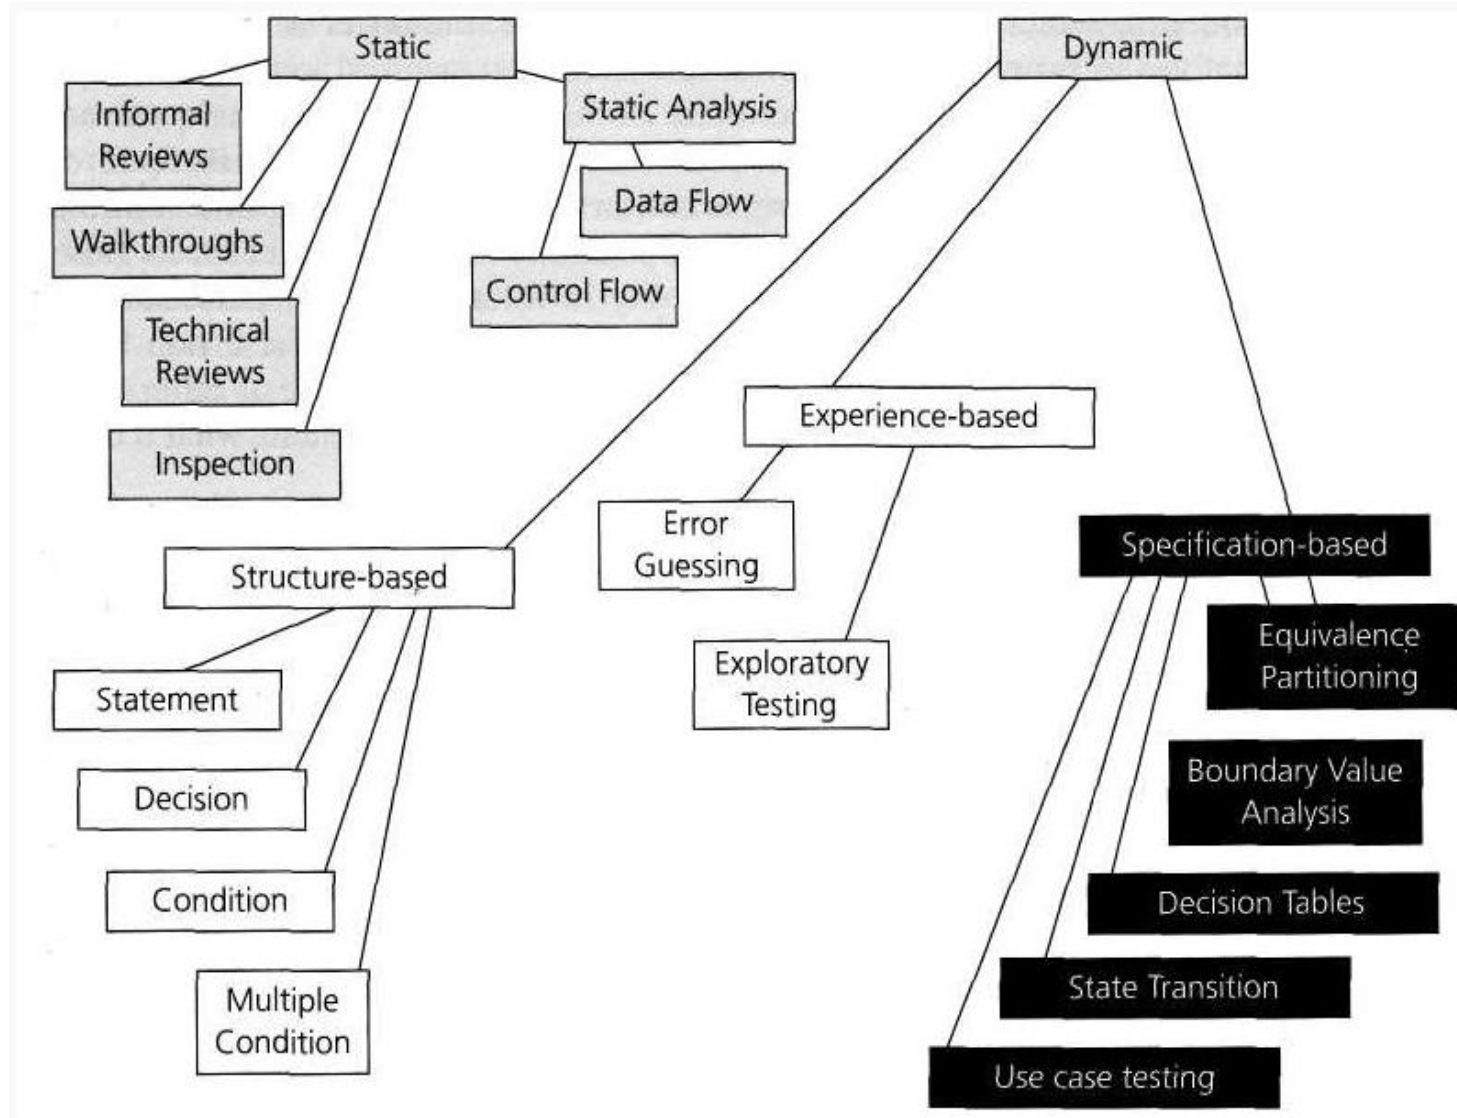 Static
Dynamic
Informal
Reviews
Static Analysis
Data Flow
Walkthroughs
Control Flow
Technical
Reviews
Inspection
Experience-based
Error
Guessing
Structure-based
Specification-based
Statement
Exploratory
Testing
Equivalence
Partitioning
Decision
Boundary Value
Analysis
Condition
Decision Tables
Multiple
Condition
State Transition
Use case testing